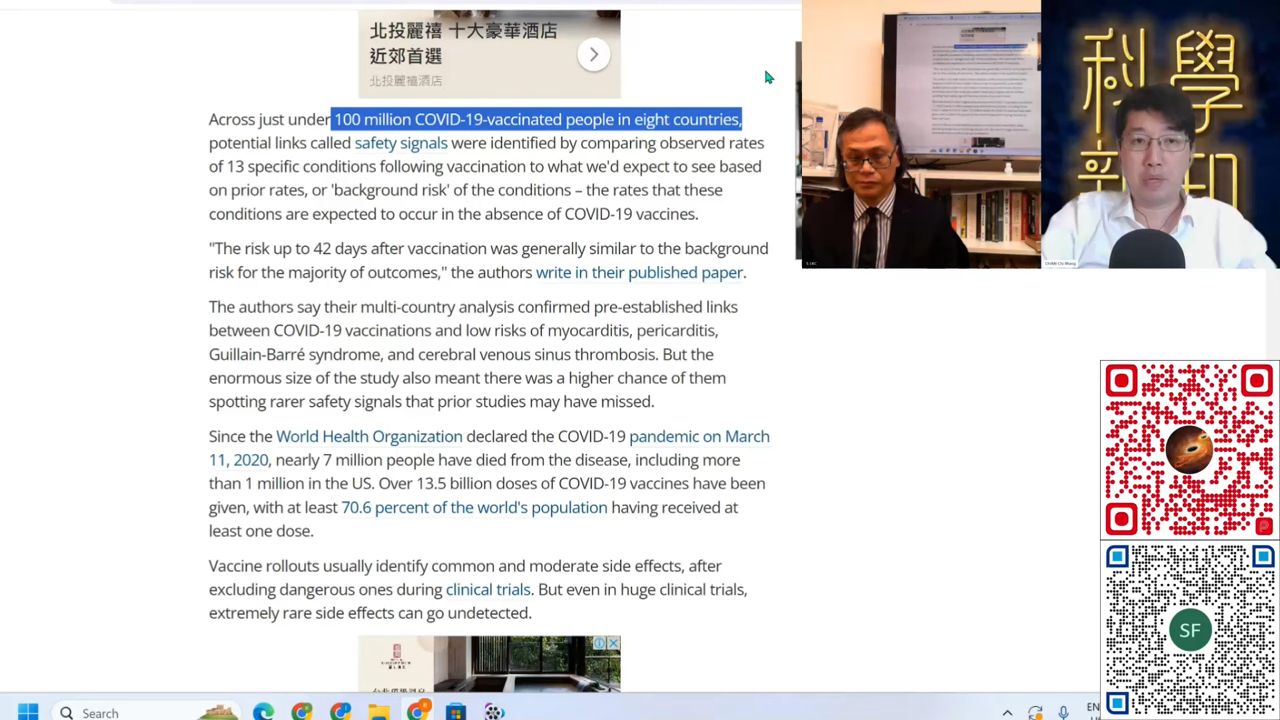 北投麗禧 十大豪華酒店
近郊首選
北投麗禧酒店
Across just under 100 million COVID-19-vaccinated people in eight countries,
potential links called safety signals were identified by comparing observed rates
of 13 specific conditions following vaccination to what we'd expect to see based
on prior rates, or 'background risk' of the conditions – the rates that these
conditions are expected to occur in the absence of COVID-19 vaccines.
"The risk up to 42 days after vaccination was generally similar to the background
risk for the majority of outcomes," the authors write in their published paper.
The authors say their multi-country analysis confirmed pre-established links
between COVID-19 vaccinations and low risks of myocarditis, pericarditis,
Guillain-Barré syndrome, and cerebral venous sinus thrombosis. But the
enormous size of the study also meant there was a higher chance of them
spotting rarer safety signals that prior studies may have missed.
Since the World Health Organization declared the COVID-19 pandemic on March
11, 2020, nearly 7 million people have died from the disease, including more
than 1 million in the US. Over 13.5 billion doses of COVID-19 vaccines have been
given, with at least 70.6 percent of the world's population having received at
least one dose.
Vaccine rollouts usually identify common and moderate side effects, after
excluding dangerous ones during clinical trials. But even in huge clinical trials,
extremely rare side effects can go undetected.
科學
SF
Search
EN